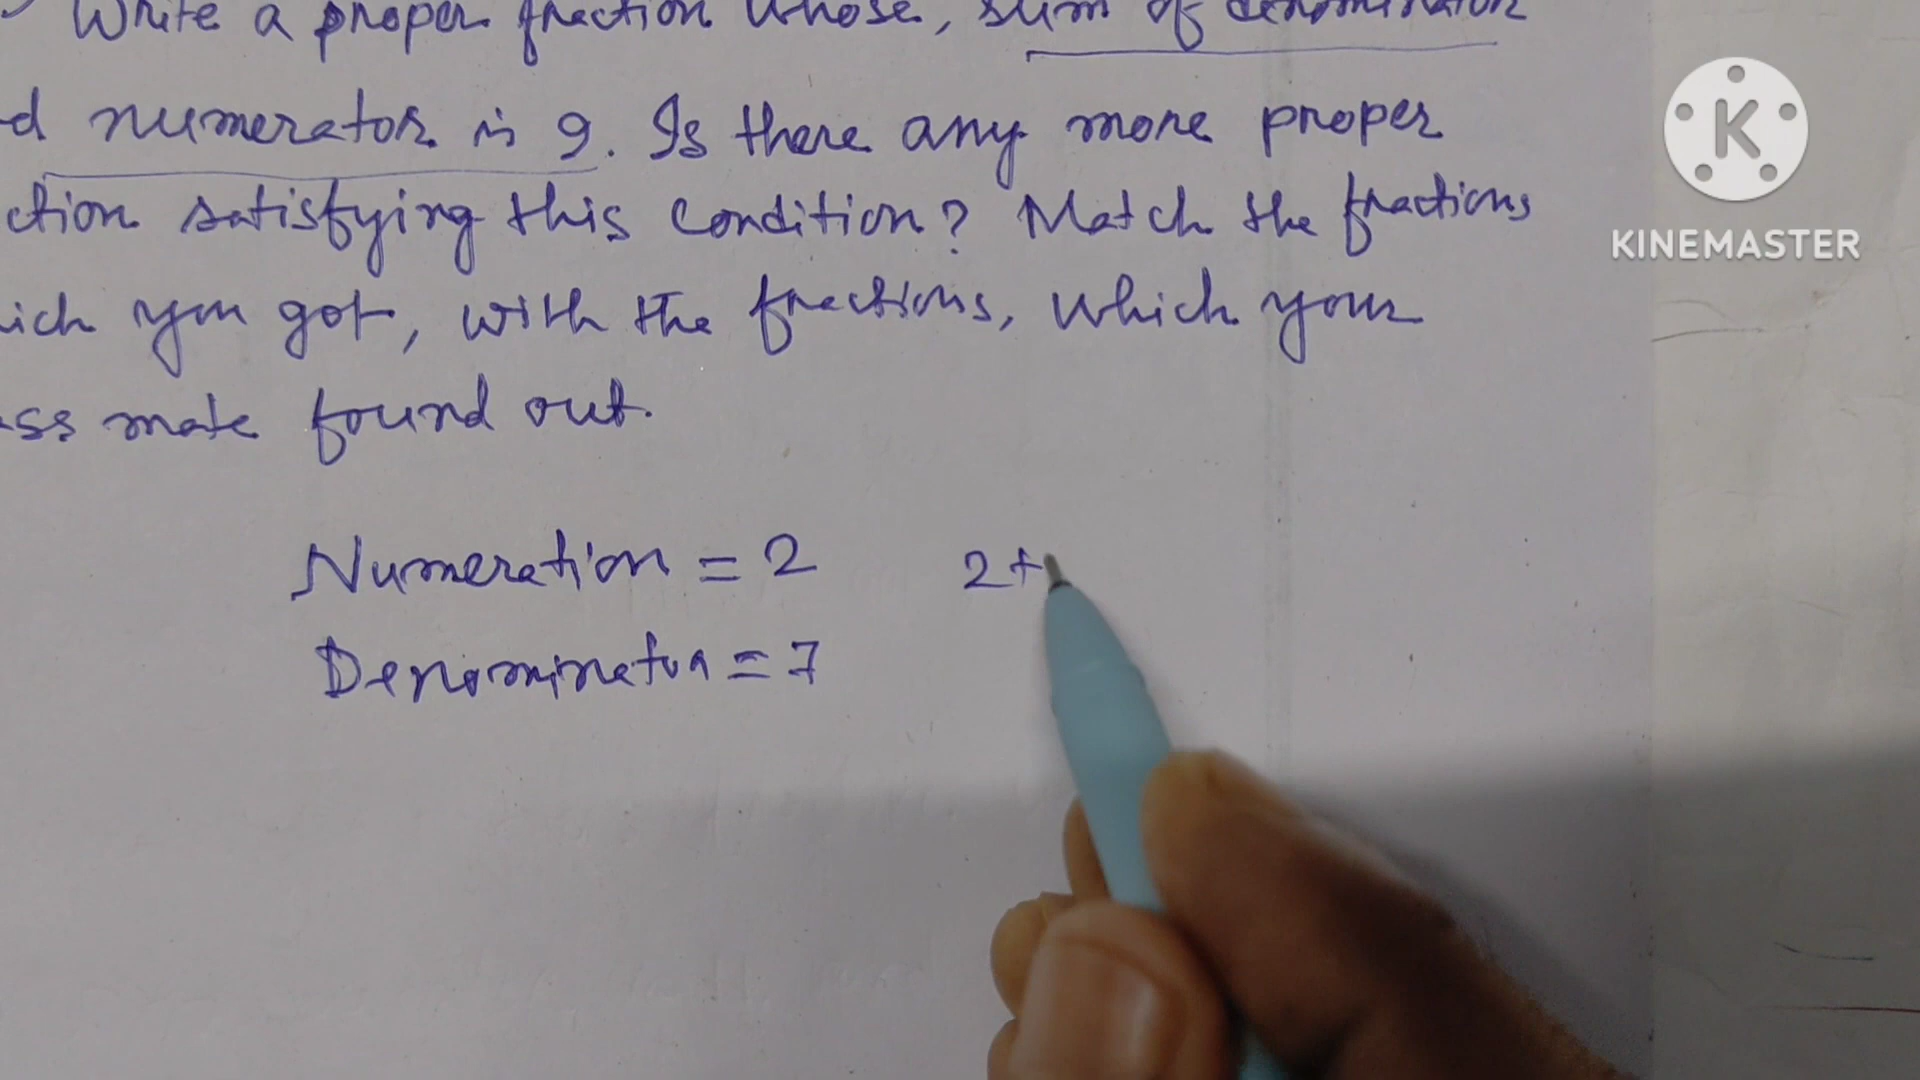 Write a proper fraction whose, sum of denominator
d numerator is 9. Is there any more proper
ction satisfying this condition? Match the fractions
ich you got, with the fractions, which your
ss mate found out.
Numeration = 2 2+
Denominator = 7
K
KINEMASTER